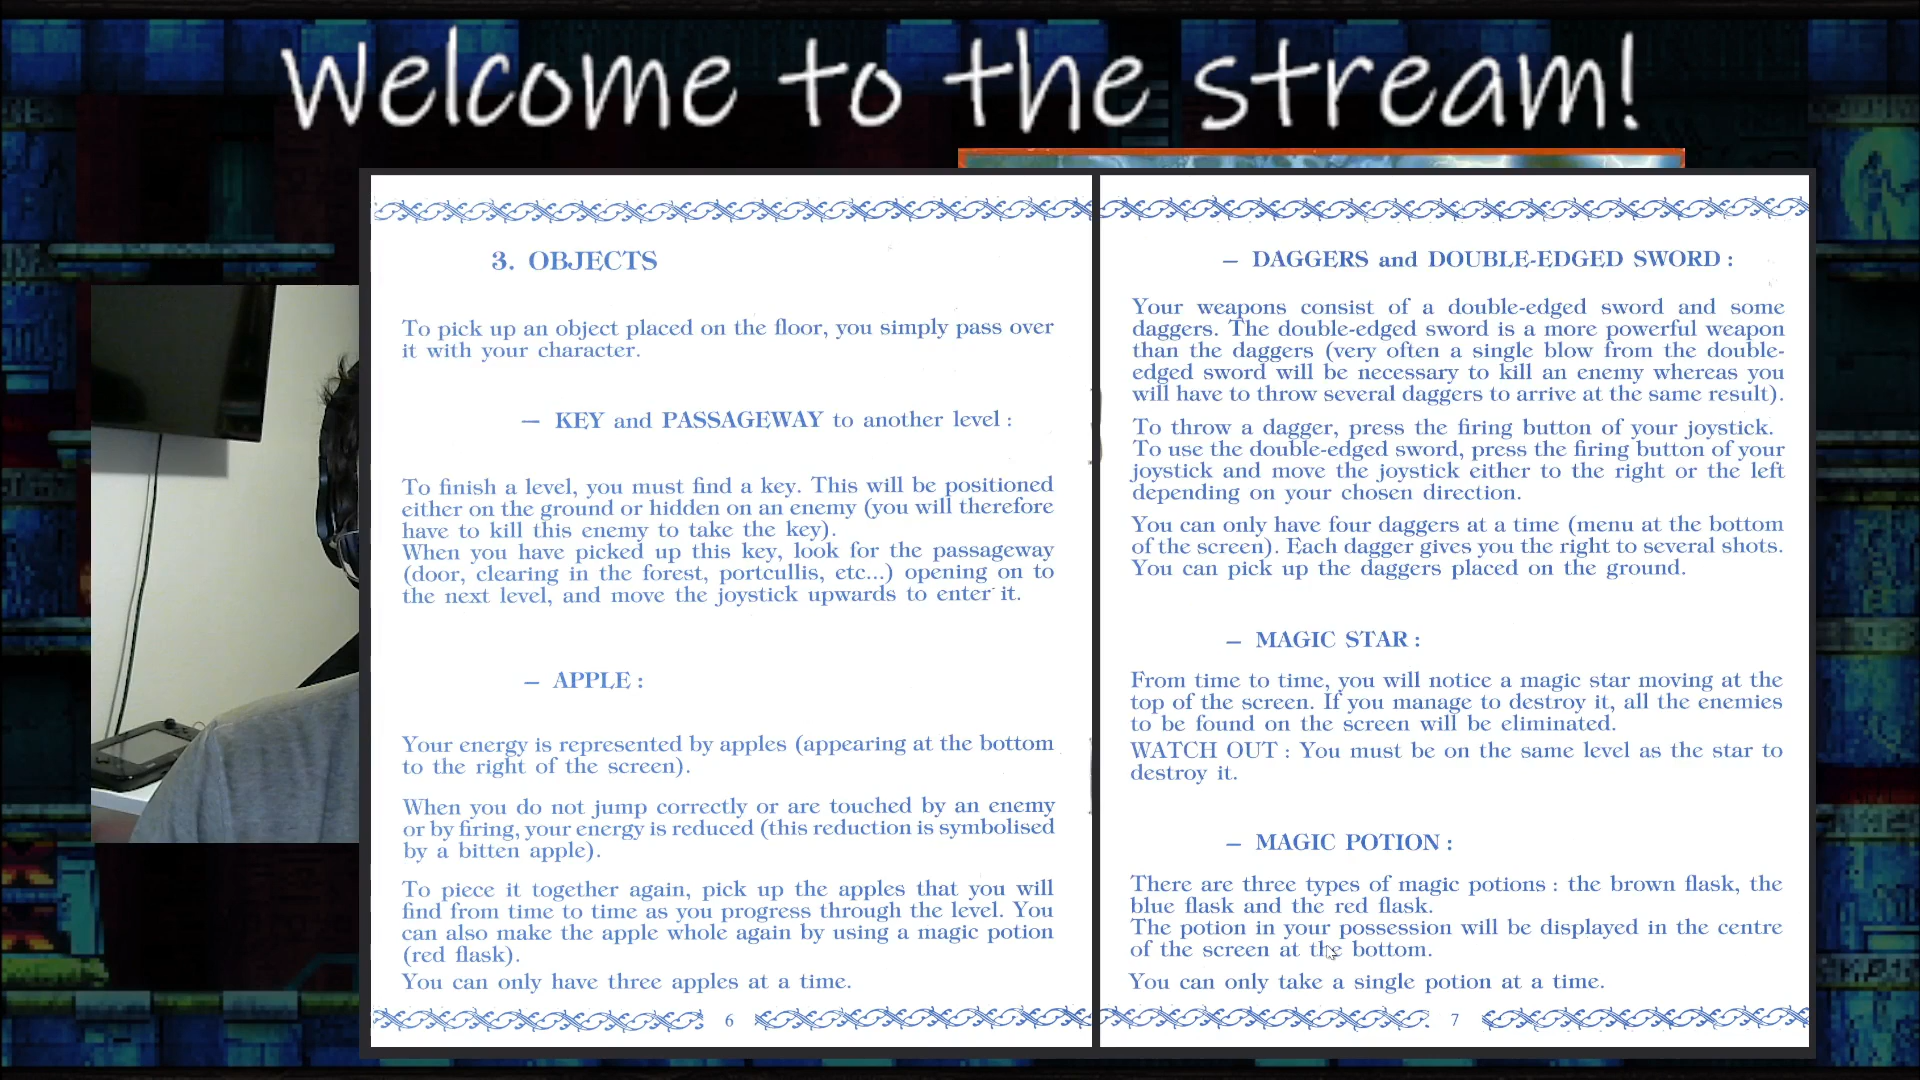 Welcome to the stream!
3. OBJECTS
To pick up an object placed on the floor, you simply pass over
it with your character.
— KEY and PASSAGEWAY to another level :
To finish a level, you must find a key. This will be positioned
either on the ground or hidden on an enemy (you will therefore
have to kill this enemy to take the key).
When you have picked up this key, look for the passageway
(door, clearing in the forest, portcullis, etc...) opening on to
the next level, and move the joystick upwards to enter it.
— APPLE :
Your energy is represented by apples (appearing at the bottom
to the right of the screen).
When you do not jump correctly or are touched by an enemy
or by firing, your energy is reduced (this reduction is symbolised
by a bitten apple).
To piece it together again, pick up the apples that you will
find from time to time as you progress through the level. You
can also make the apple whole again by using a magic potion
(red flask).
You can only have three apples at a time.
6
— DAGGERS and DOUBLE-EDGED SWORD :
Your weapons consist of a double-edged sword and some
daggers. The double-edged sword is a more powerful weapon
than the daggers (very often a single blow from the double-
edged sword will be necessary to kill an enemy whereas you
will have to throw several daggers to arrive at the same result).
To throw a dagger, press the firing button of your joystick.
To use the double-edged sword, press the firing button of your
joystick and move the joystick either to the right or the left
depending on your chosen direction.
You can only have four daggers at a time (menu at the bottom
of the screen). Each dagger gives you the right to several shots.
You can pick up the daggers placed on the ground.
— MAGIC STAR :
From time to time, you will notice a magic star moving at the
top of the screen. If you manage to destroy it, all the enemies
to be found on the screen will be eliminated.
WATCH OUT : You must be on the same level as the star to
destroy it.
— MAGIC POTION :
There are three types of magic potions : the brown flask, the
blue flask and the red flask.
The potion in your possession will be displayed in the centre
of the screen at the bottom.
You can only take a single potion at a time.
7